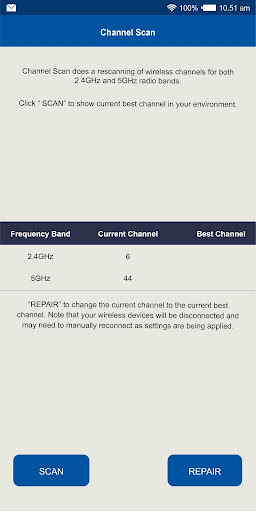 100% 10.51 am
Channel Scan
Channel Scan does a rescanning of wireless channels for both
2.4GHz and 5GHz radio bands.
Click “ SCAN” to show current best channel in your environment.
Frequency Band Current Channel Best Channel
2.4GHz 6
5GHz 44
“REPAIR” to change the current channel to the current best
channel. Note that your wireless devices will be disconnected and
may need to manually reconnect as settings are being applied.
SCAN REPAIR